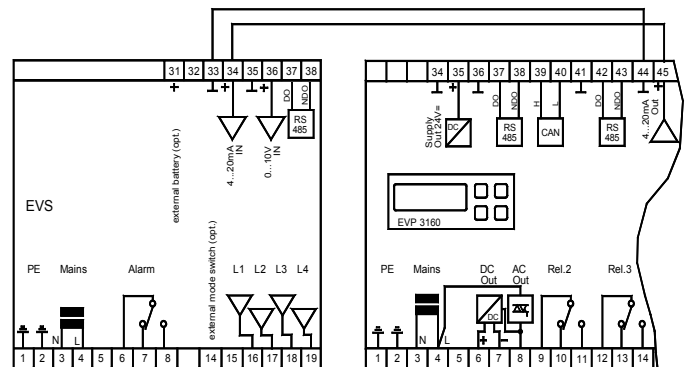 31 32 33 34 35 36 37 38
34 35 36 37 38 39 40 41 42 43 44 45
+ + +
DO NDO
RS
485
4...20mA
IN
0...10V
IN
external battery (opt.)
external mode switch (opt.)
EVS
PE Mains Alarm L1 L2 L3 L4
N L
1 2 3 4 5 6 7 8 14 15 16 17 18 19
+ +
Supply
Out 24V=
DC
DO NDO
RS
485
H L
CAN
DO NDO
RS
485
4...20mA
Out
EVP 3160
PE Mains DC
Out AC
Out Rel.2 Rel.3
DC
N L + –
1 2 3 4 5 6 7 8 9 10 11 12 13 14